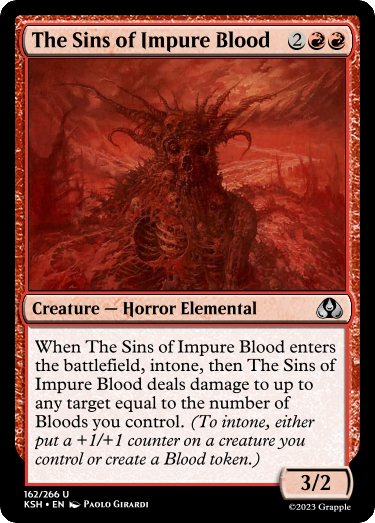 The Sins of Impure Blood 2
Creature — Horror Elemental
When The Sins of Impure Blood enters
the battlefield, intone, then The Sins of
Impure Blood deals damage to up to
any target equal to the number of
Bloods you control. (To intone, either
put a +1/+1 counter on a creature you
control or create a Blood token.)
3/2
162/266 U
KSH • EN Paolo Girardi
©2023 Grapple